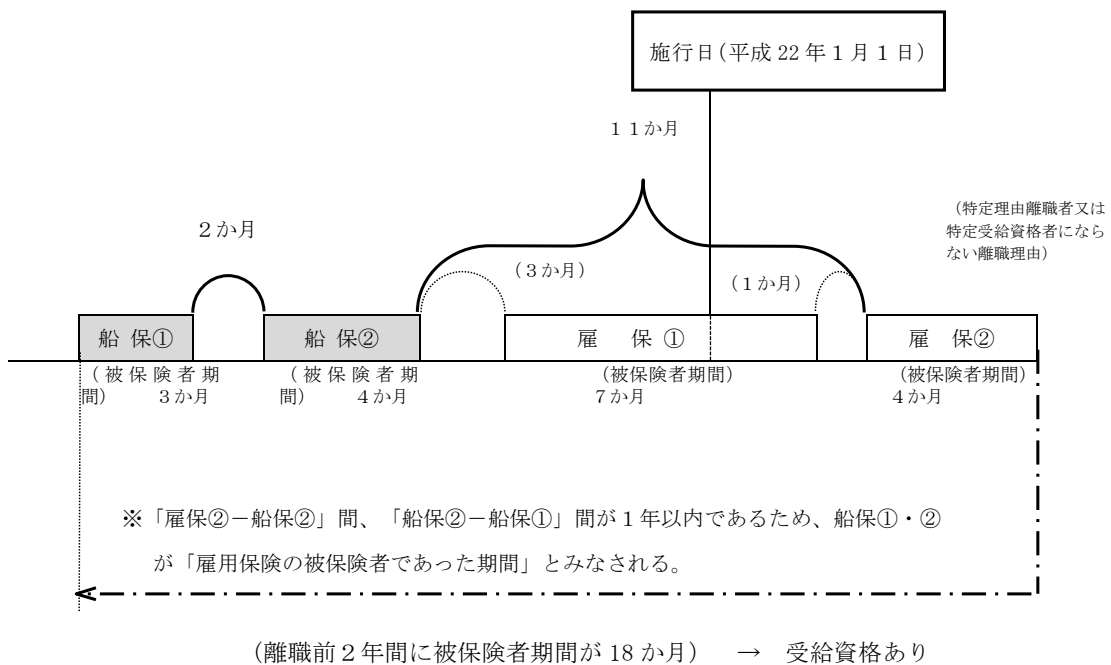 施行日(平成 22 年１月１日)
１１か月
(特定理由離職者又は
特定受給資格者になら
ない離職理由)
２か月
(３か月)
(１か月)
船 保①
船 保②
雇 保 ①
雇 保②
(被保険者期
間) ３か月
(被保険者期
間) ４か月
(被保険者期間)
７か月
(被保険者期間)
４か月
※「雇保②－船保②」間、「船保②－船保①」間が１年以内であるため、船保①・②
が「雇用保険の被保険者であった期間」とみなされる。
(離職前２年間に被保険者期間が 18 か月) → 受給資格あり